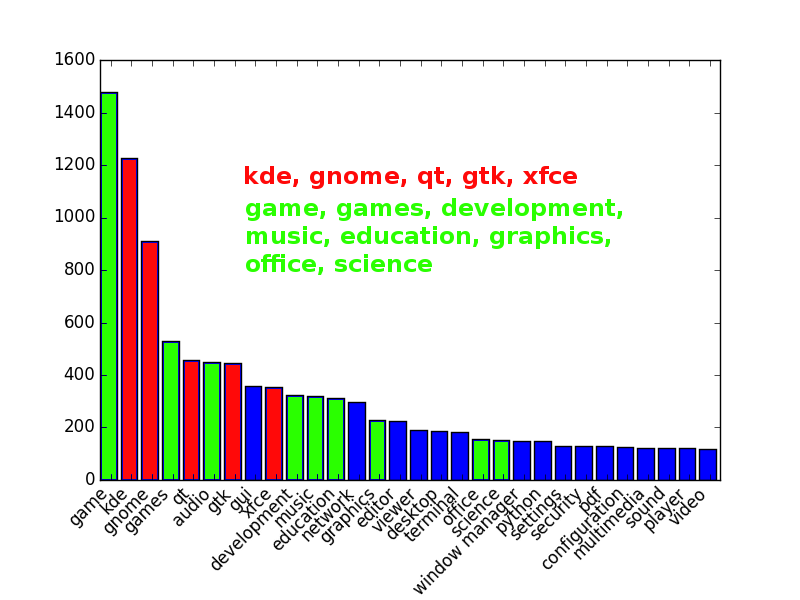 1600
1400
1200
1000
800
600
400
200
0
kde, gnome, qt, gtk, xfce
game, games, development,
music, education, graphics,
office, science
game
kde
gnome
games
qt
audio
gtk
gui
xfce
development
music
education
network
graphics
editor
viewer
desktop
terminal
office
science
window manager
python
settings
security
pdf
configuration
multimedia
sound
player
video